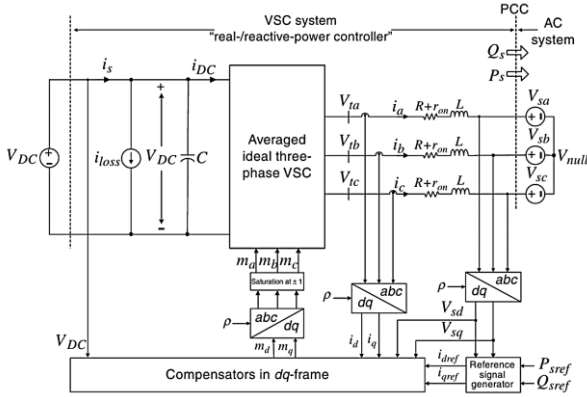 VSC system
"real-/reactive-power controller"
PCC
AC
system
Q_s
P_s
i_s
i_DC
V_DC
i_loss
V_DC
C
+
−
Averaged
ideal three-
phase VSC
V_ta
i_a
R+r_on
L
V_sa
V_tb
i_b
R+r_on
L
V_sb
V_null
V_tc
i_c
R+r_on
L
V_sc
m_a m_b m_c
Saturation at ± 1
ρ
abc
dq
m_d
m_q
ρ
abc
dq
i_d
i_q
ρ
abc
dq
V_sd
V_sq
V_DC
Compensators in dq-frame
i_dref
i_qref
Reference
signal
generator
P_sref
Q_sref